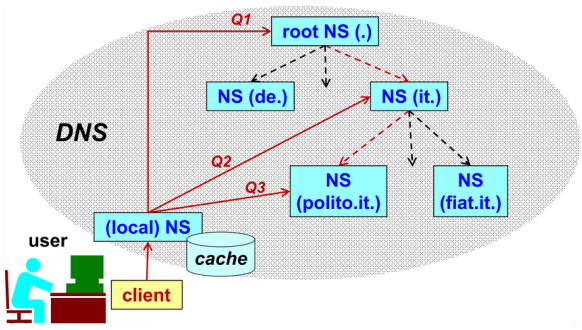 Q1
root NS (.)
NS (de.)
NS (it.)
DNS
Q2
Q3
NS
(polito.it.)
NS
(fiat.it.)
(local) NS
user
cache
client